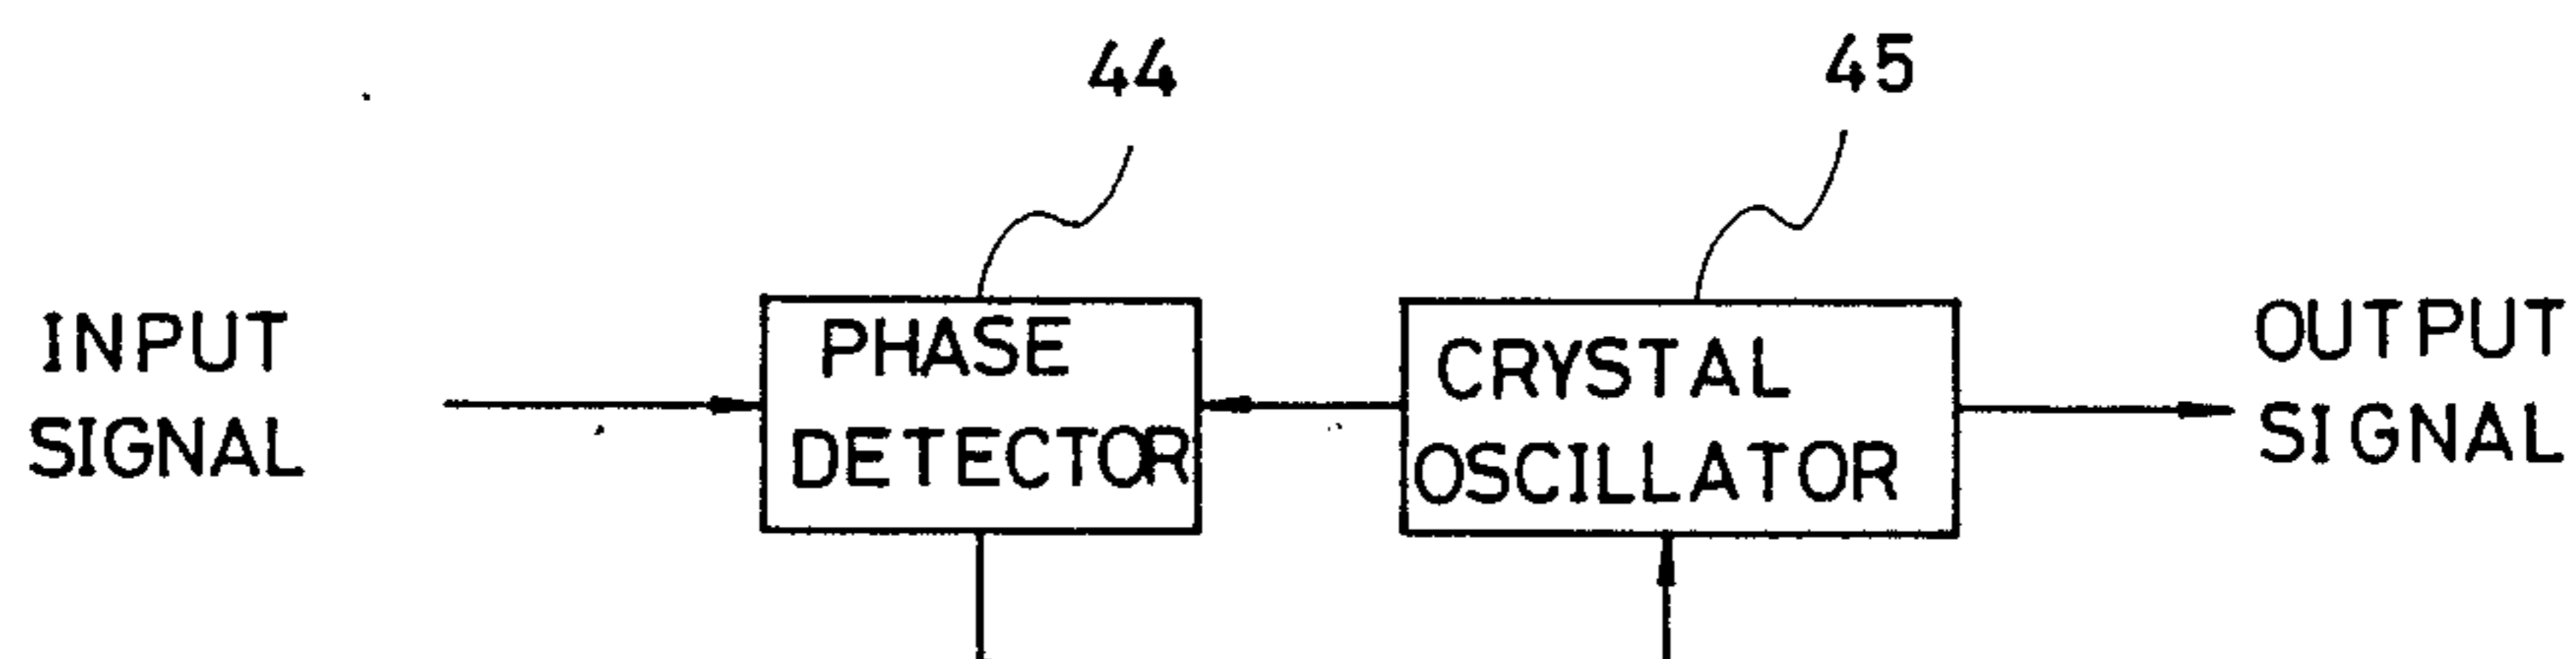 44
45
INPUT
SIGNAL
PHASE
DETECTOR
CRYSTAL
OSCILLATOR
OUTPUT
SIGNAL